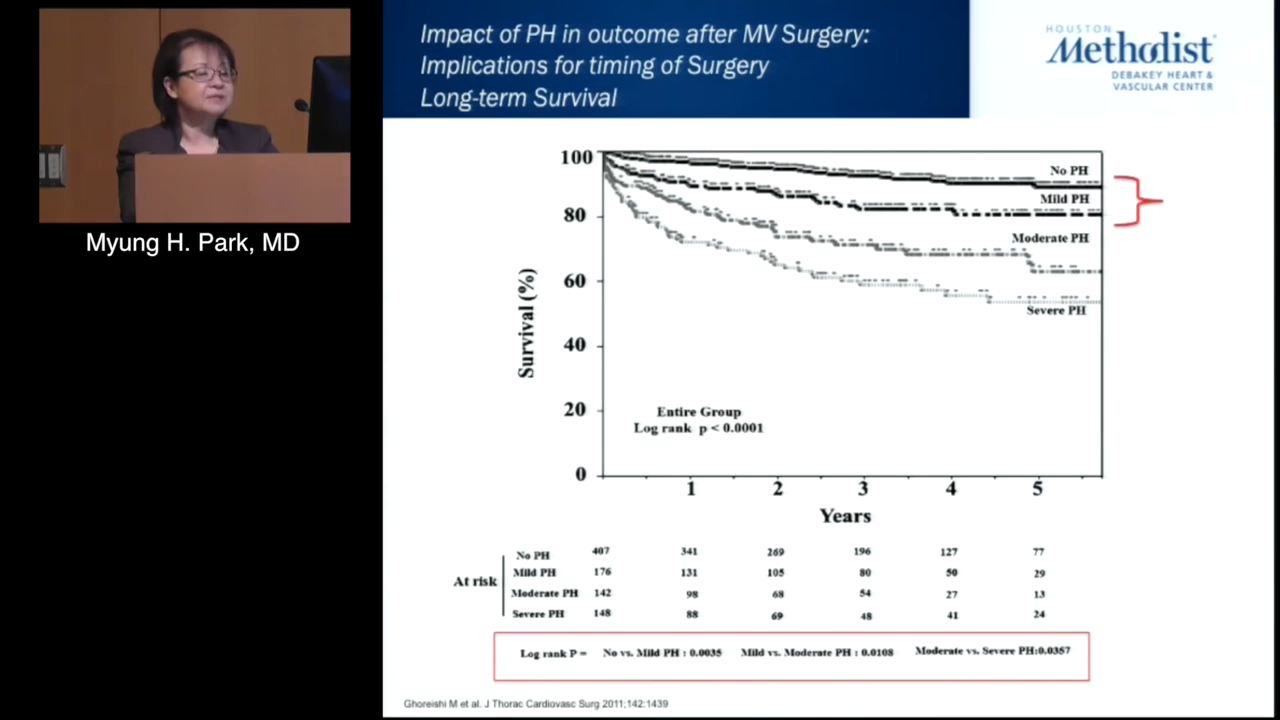 Impact of PH in outcome after MV Surgery:
Implications for timing of Surgery
Long-term Survival
HOUSTON
Methodist
DEBAKEY HEART &
VASCULAR CENTER
Myung H. Park, MD
100
80
60
40
20
0
Survival (%)
No PH
Mild PH
Moderate PH
Severe PH
Entire Group
Log rank p < 0.0001
1 2 3 4 5
Years
At risk
No PH 407 341 269 196 127 77
Mild PH 176 131 105 80 50 29
Moderate PH 142 98 68 54 27 13
Severe PH 148 88 69 48 41 24
Log rank P = No vs. Mild PH : 0.0035 Mild vs. Moderate PH : 0.0108 Moderate vs. Severe PH:0.0357
Ghoreishi M et al. J Thorac Cardiovasc Surg 2011;142:1439